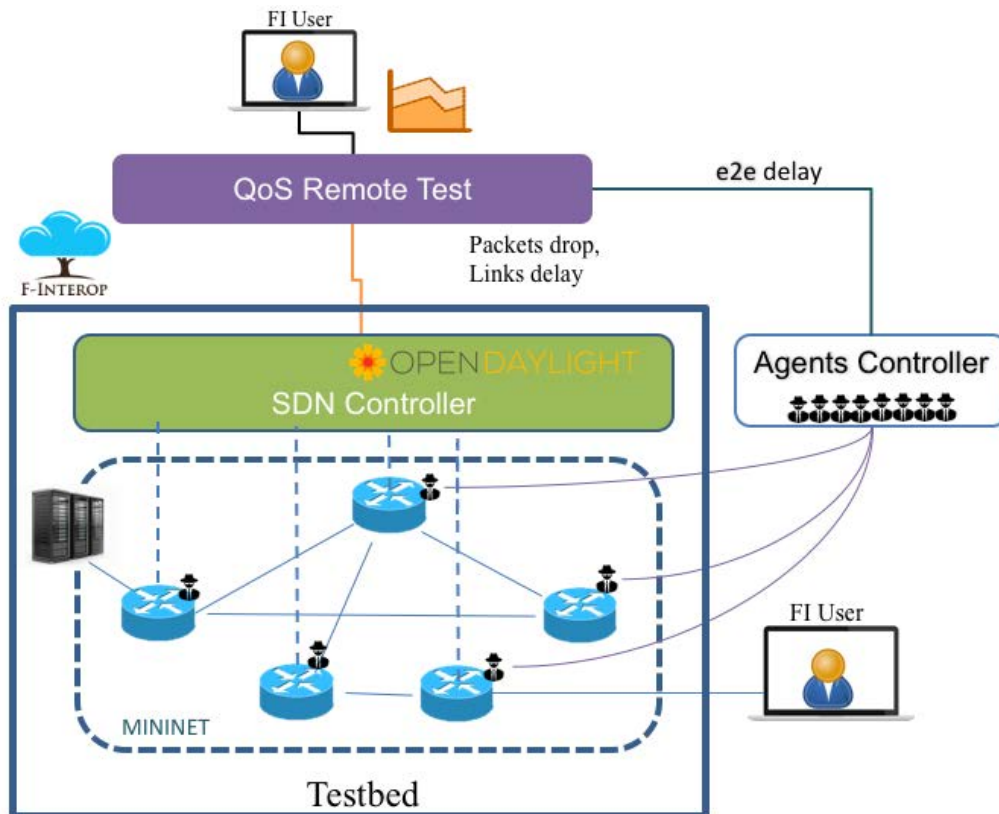 FI User
QoS Remote Test
e2e delay
Packets drop,
Links delay
F-INTEROP
OPENDAYLIGHT
SDN Controller
Agents Controller
FI User
MININET
Testbed